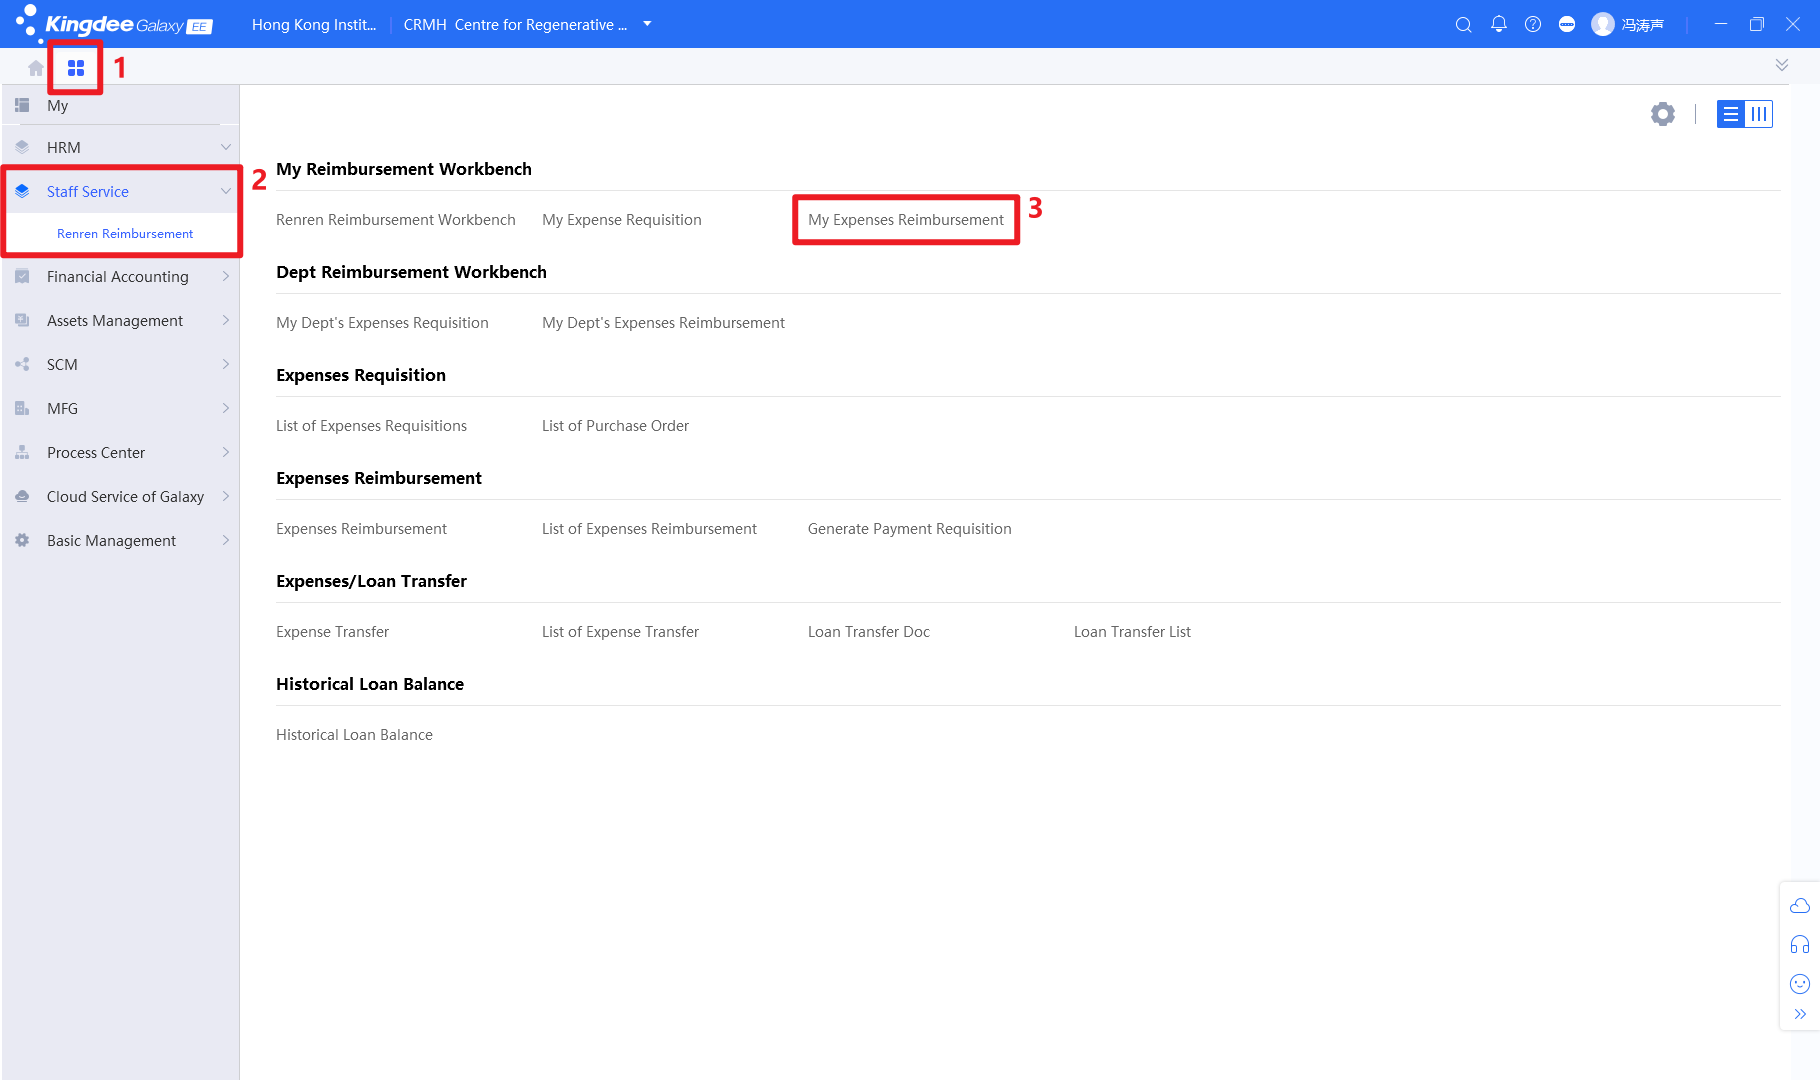 Kingdee Galaxy EE
Hong Kong Instit...
CRMH Centre for Regenerative ...
冯涛声
1
My
HRM
Staff Service
2
Renren Reimbursement
Financial Accounting
Assets Management
SCM
MFG
Process Center
Cloud Service of Galaxy
Basic Management
My Reimbursement Workbench
Renren Reimbursement Workbench
My Expense Requisition
My Expenses Reimbursement
3
Dept Reimbursement Workbench
My Dept's Expenses Requisition
My Dept's Expenses Reimbursement
Expenses Requisition
List of Expenses Requisitions
List of Purchase Order
Expenses Reimbursement
Expenses Reimbursement
List of Expenses Reimbursement
Generate Payment Requisition
Expenses/Loan Transfer
Expense Transfer
List of Expense Transfer
Loan Transfer Doc
Loan Transfer List
Historical Loan Balance
Historical Loan Balance